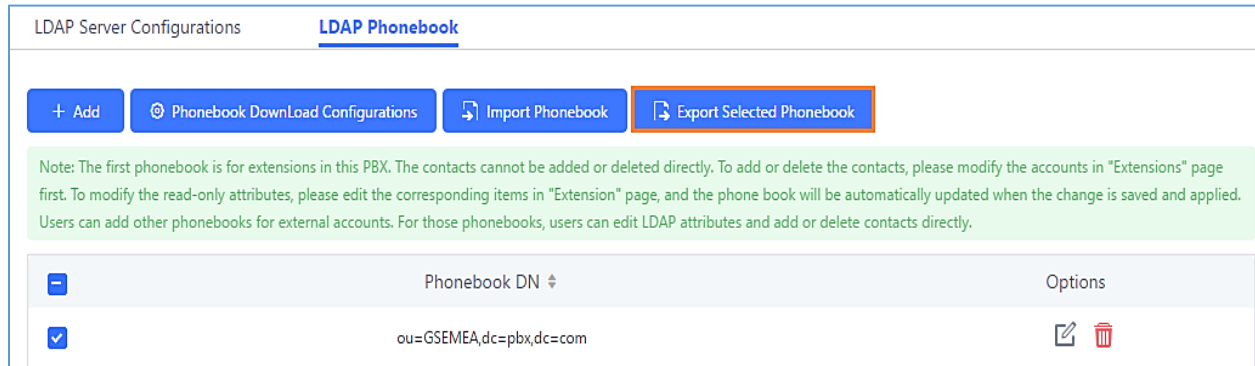 LDAP Server Configurations LDAP Phonebook
+ Add Phonebook DownLoad Configurations Import Phonebook Export Selected Phonebook
Note: The first phonebook is for extensions in this PBX. The contacts cannot be added or deleted directly. To add or delete the contacts, please modify the accounts in "Extensions" page
first. To modify the read-only attributes, please edit the corresponding items in "Extension" page, and the phone book will be automatically updated when the change is saved and applied.
Users can add other phonebooks for external accounts. For those phonebooks, users can edit LDAP attributes and add or delete contacts directly.
Phonebook DN Options
ou=GSEMEA,dc=pbx,dc=com